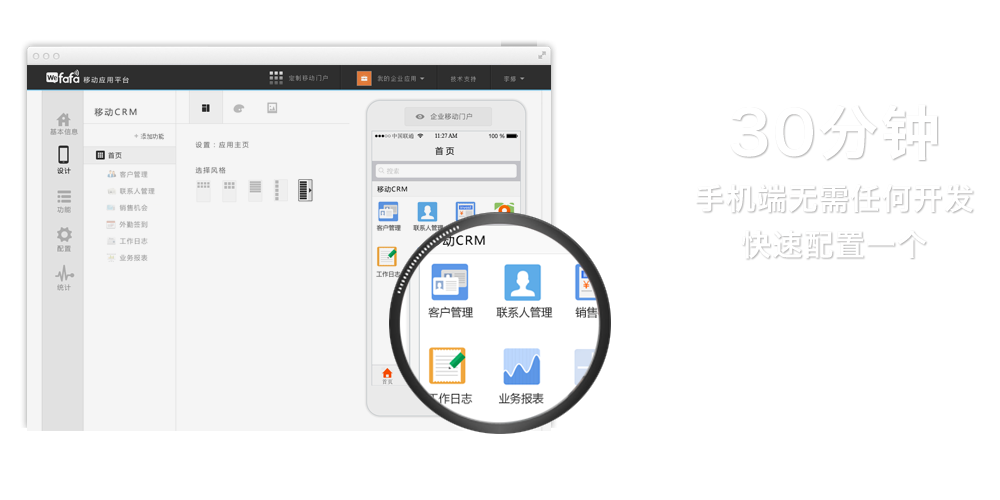 Wefafa 移动应用平台
定制移动门户
我的企业应用
技术支持
移动CRM
+ 添加功能
基本信息
设计
功能
配置
统计
首页
客户管理
联系人管理
销售机会
外勤签到
工作日志
业务报表
设置:应用主页
选择风格
企业移动门户
中国联通 11:27 AM 100 %
首页
搜索
移动CRM
客户管理
联系人管理
工作日志
首页
动CRM
客户管理
联系人管理
销售
工作日志
业务报表
30分钟
手机端无需任何开发
快速配置一个